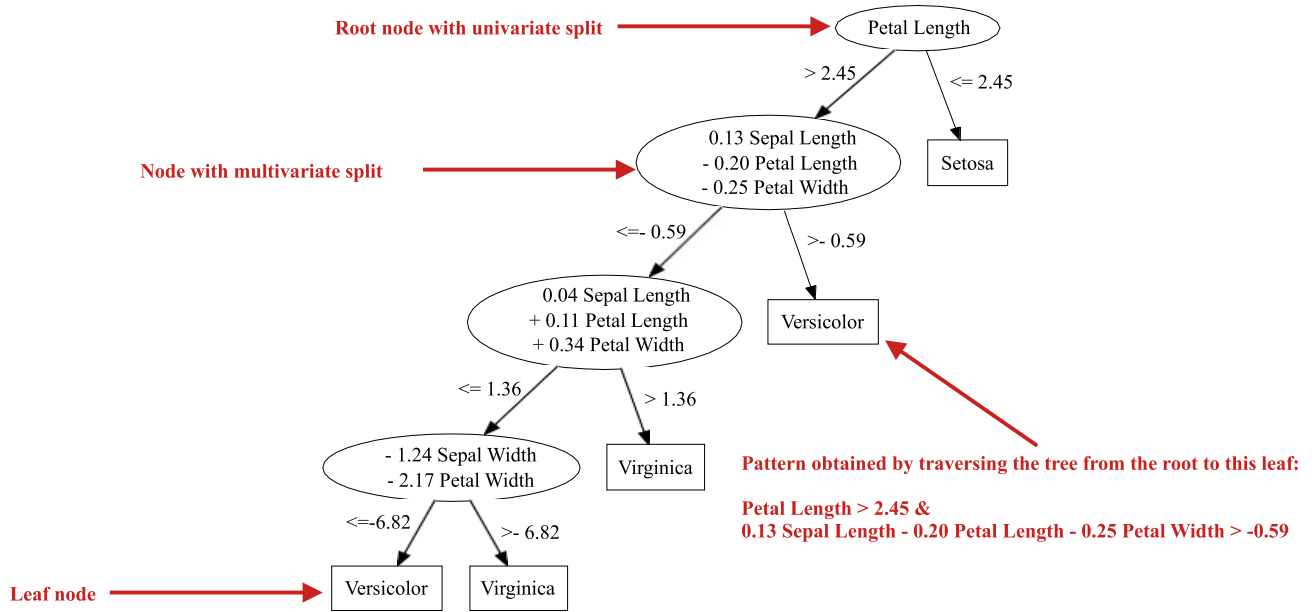 Root node with univariate split
Petal Length
> 2.45
<= 2.45
0.13 Sepal Length
- 0.20 Petal Length
- 0.25 Petal Width
Setosa
Node with multivariate split
<=- 0.59
>- 0.59
0.04 Sepal Length
+ 0.11 Petal Length
+ 0.34 Petal Width
Versicolor
<= 1.36
> 1.36
- 1.24 Sepal Width
- 2.17 Petal Width
Virginica
Pattern obtained by traversing the tree from the root to this leaf:
Petal Length > 2.45 &
0.13 Sepal Length - 0.20 Petal Length - 0.25 Petal Width > -0.59
<=-6.82
>- 6.82
Leaf node
Versicolor
Virginica